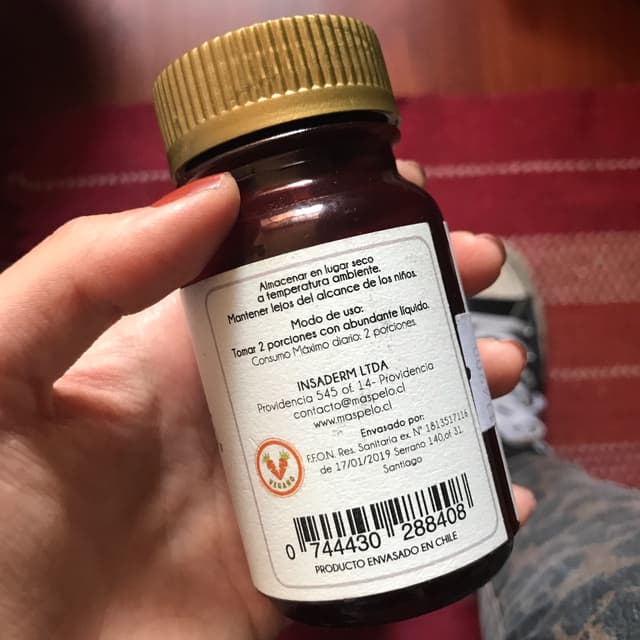 Almacenar en lugar seco
a temperatura ambiente.
Mantener lejos del alcance de los niños.
Modo de uso:
Tomar 2 porciones con abundante líquido.
Consumo Máximo diario: 2 porciones.
INSADERM LTDA
Providencia 545 of. 14- Providencia
contacto@maspelo.cl
www.maspelo.cl
Envasado por:
F.F.O.N. Res. Sanitaria ex. N° 1813517116
de 17/01/2019. Serrano 140,of 31.
Santiago
VEGANO
0 744430 288408
PRODUCTO ENVASADO EN CHILE